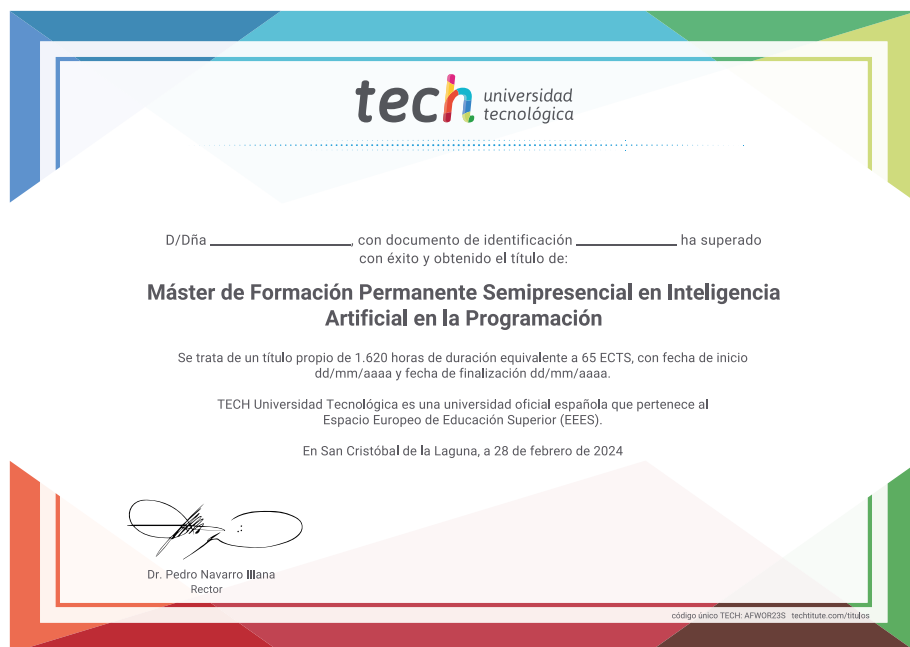 tech universidad
tecnológica
D/Dña ____________________, con documento de identificación ______________ ha superado
con éxito y obtenido el título de:
Máster de Formación Permanente Semipresencial en Inteligencia
Artificial en la Programación
Se trata de un título propio de 1.620 horas de duración equivalente a 65 ECTS, con fecha de inicio
dd/mm/aaaa y fecha de finalización dd/mm/aaaa.
TECH Universidad Tecnológica es una universidad oficial española que pertenece al
Espacio Europeo de Educación Superior (EEES).
En San Cristóbal de la Laguna, a 28 de febrero de 2024
Dr. Pedro Navarro Illana
Rector
código único TECH: AFWOR23S techtitute.com/titulos